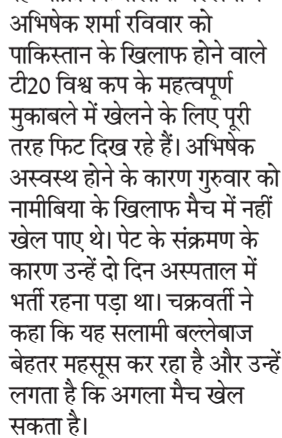 अभिषेक शर्मा रविवार को
पाकिस्तान के खिलाफ होने वाले
टी20 विश्व कप के महत्वपूर्ण
मुकाबले में खेलने के लिए पूरी
तरह फिट दिख रहे हैं। अभिषेक
अस्वस्थ होने के कारण गुरुवार को
नामीबिया के खिलाफ मैच में नहीं
खेल पाए थे। पेट के संक्रमण के
कारण उन्हें दो दिन अस्पताल में
भर्ती रहना पड़ा था। चक्रवर्ती ने
कहा कि यह सलामी बल्लेबाज
बेहतर महसूस कर रहा है और उन्हें
लगता है कि अगला मैच खेल
सकता है।